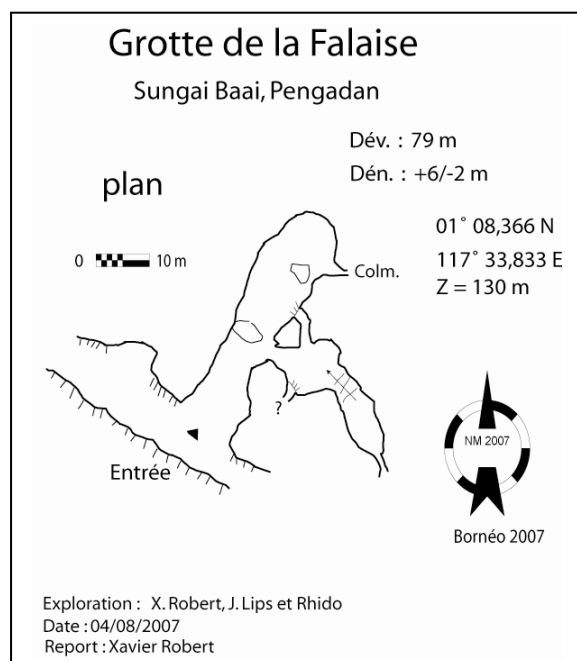 Grotte de la Falaise
Sungai Baai, Pengadan
Dév. : 79 m
Dén. : +6/-2 m
plan
01° 08,366 N
117° 33,833 E
Z = 130 m
0 10 m
Colm.
?
Entrée
NM 2007
Bornéo 2007
Exploration : X. Robert, J. Lips et Rhido
Date : 04/08/2007
Report : Xavier Robert